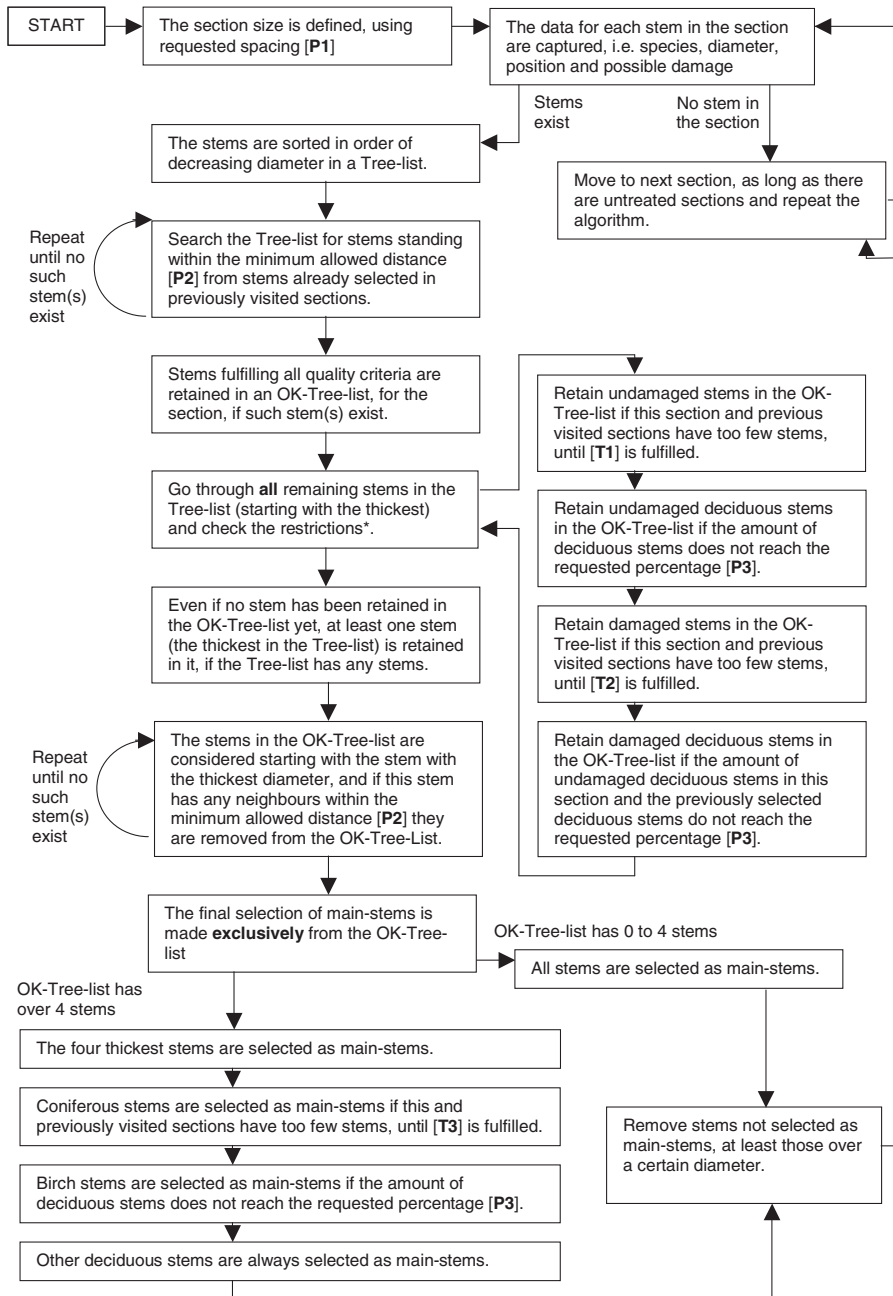 START
The section size is defined, using
requested spacing [P1]
The data for each stem in the section
are captured, i.e. species, diameter,
position and possible damage
Stems
exist
No stem in
the section
The stems are sorted in order of
decreasing diameter in a Tree-list.
Move to next section, as long as there
are untreated sections and repeat the
algorithm.
Repeat
until no
such
stem(s)
exist
Search the Tree-list for stems standing
within the minimum allowed distance
[P2] from stems already selected in
previously visited sections.
Stems fulfilling all quality criteria are
retained in an OK-Tree-list, for the
section, if such stem(s) exist.
Go through all remaining stems in the
Tree-list (starting with the thickest)
and check the restrictions*.
Retain undamaged stems in the OK-
Tree-list if this section and previous
visited sections have too few stems,
until [T1] is fulfilled.
Retain undamaged deciduous stems
in the OK-Tree-list if the amount of
deciduous stems does not reach the
requested percentage [P3].
Retain damaged stems in the OK-
Tree-list if this section and previous
visited sections have too few stems,
until [T2] is fulfilled.
Retain damaged deciduous stems in
the OK-Tree-list if the amount of
undamaged deciduous stems in this
section and the previously selected
deciduous stems do not reach the
requested percentage [P3].
Even if no stem has been retained in
the OK-Tree-list yet, at least one stem
(the thickest in the Tree-list) is retained
in it, if the Tree-list has any stems.
Repeat
until no
such
stem(s)
exist
The stems in the OK-Tree-list are
considered starting with the stem with
the thickest diameter, and if this stem
has any neighbours within the
minimum allowed distance [P2] they
are removed from the OK-Tree-List.
The final selection of main-stems is
made exclusively from the OK-Tree-
list
OK-Tree-list has 0 to 4 stems
All stems are selected as main-stems.
OK-Tree-list has
over 4 stems
The four thickest stems are selected as main-stems.
Coniferous stems are selected as main-stems if this and
previously visited sections have too few stems, until [T3] is fulfilled.
Birch stems are selected as main-stems if the amount of
deciduous stems does not reach the requested percentage [P3].
Other deciduous stems are always selected as main-stems.
Remove stems not selected as
main-stems, at least those over
a certain diameter.